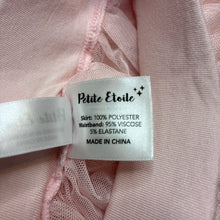 Petite Etoile
Skirt: 100% POLYESTER
Waistband: 95% VISCOSE
5% ELASTANE
MADE IN CHINA